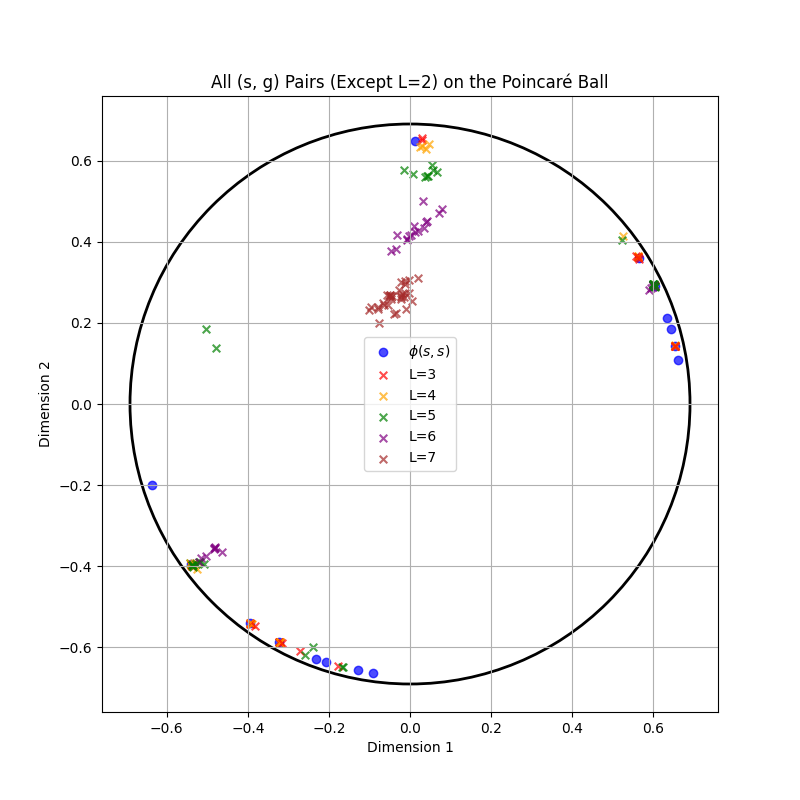 All (s, g) Pairs (Except L=2) on the Poincaré Ball
0.6
0.4
0.2
0.0
−0.2
−0.4
−0.6
Dimension 2
ϕ(s, s)
L=3
L=4
L=5
L=6
L=7
−0.6 −0.4 −0.2 0.0 0.2 0.4 0.6
Dimension 1